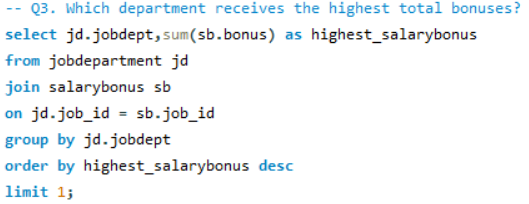 -- Q3. Which department receives the highest total bonuses?
select jd.jobdept,sum(sb.bonus) as highest_salarybonus
from jobdepartment jd
join salarybonus sb
on jd.job_id = sb.job_id
group by jd.jobdept
order by highest_salarybonus desc
limit 1;